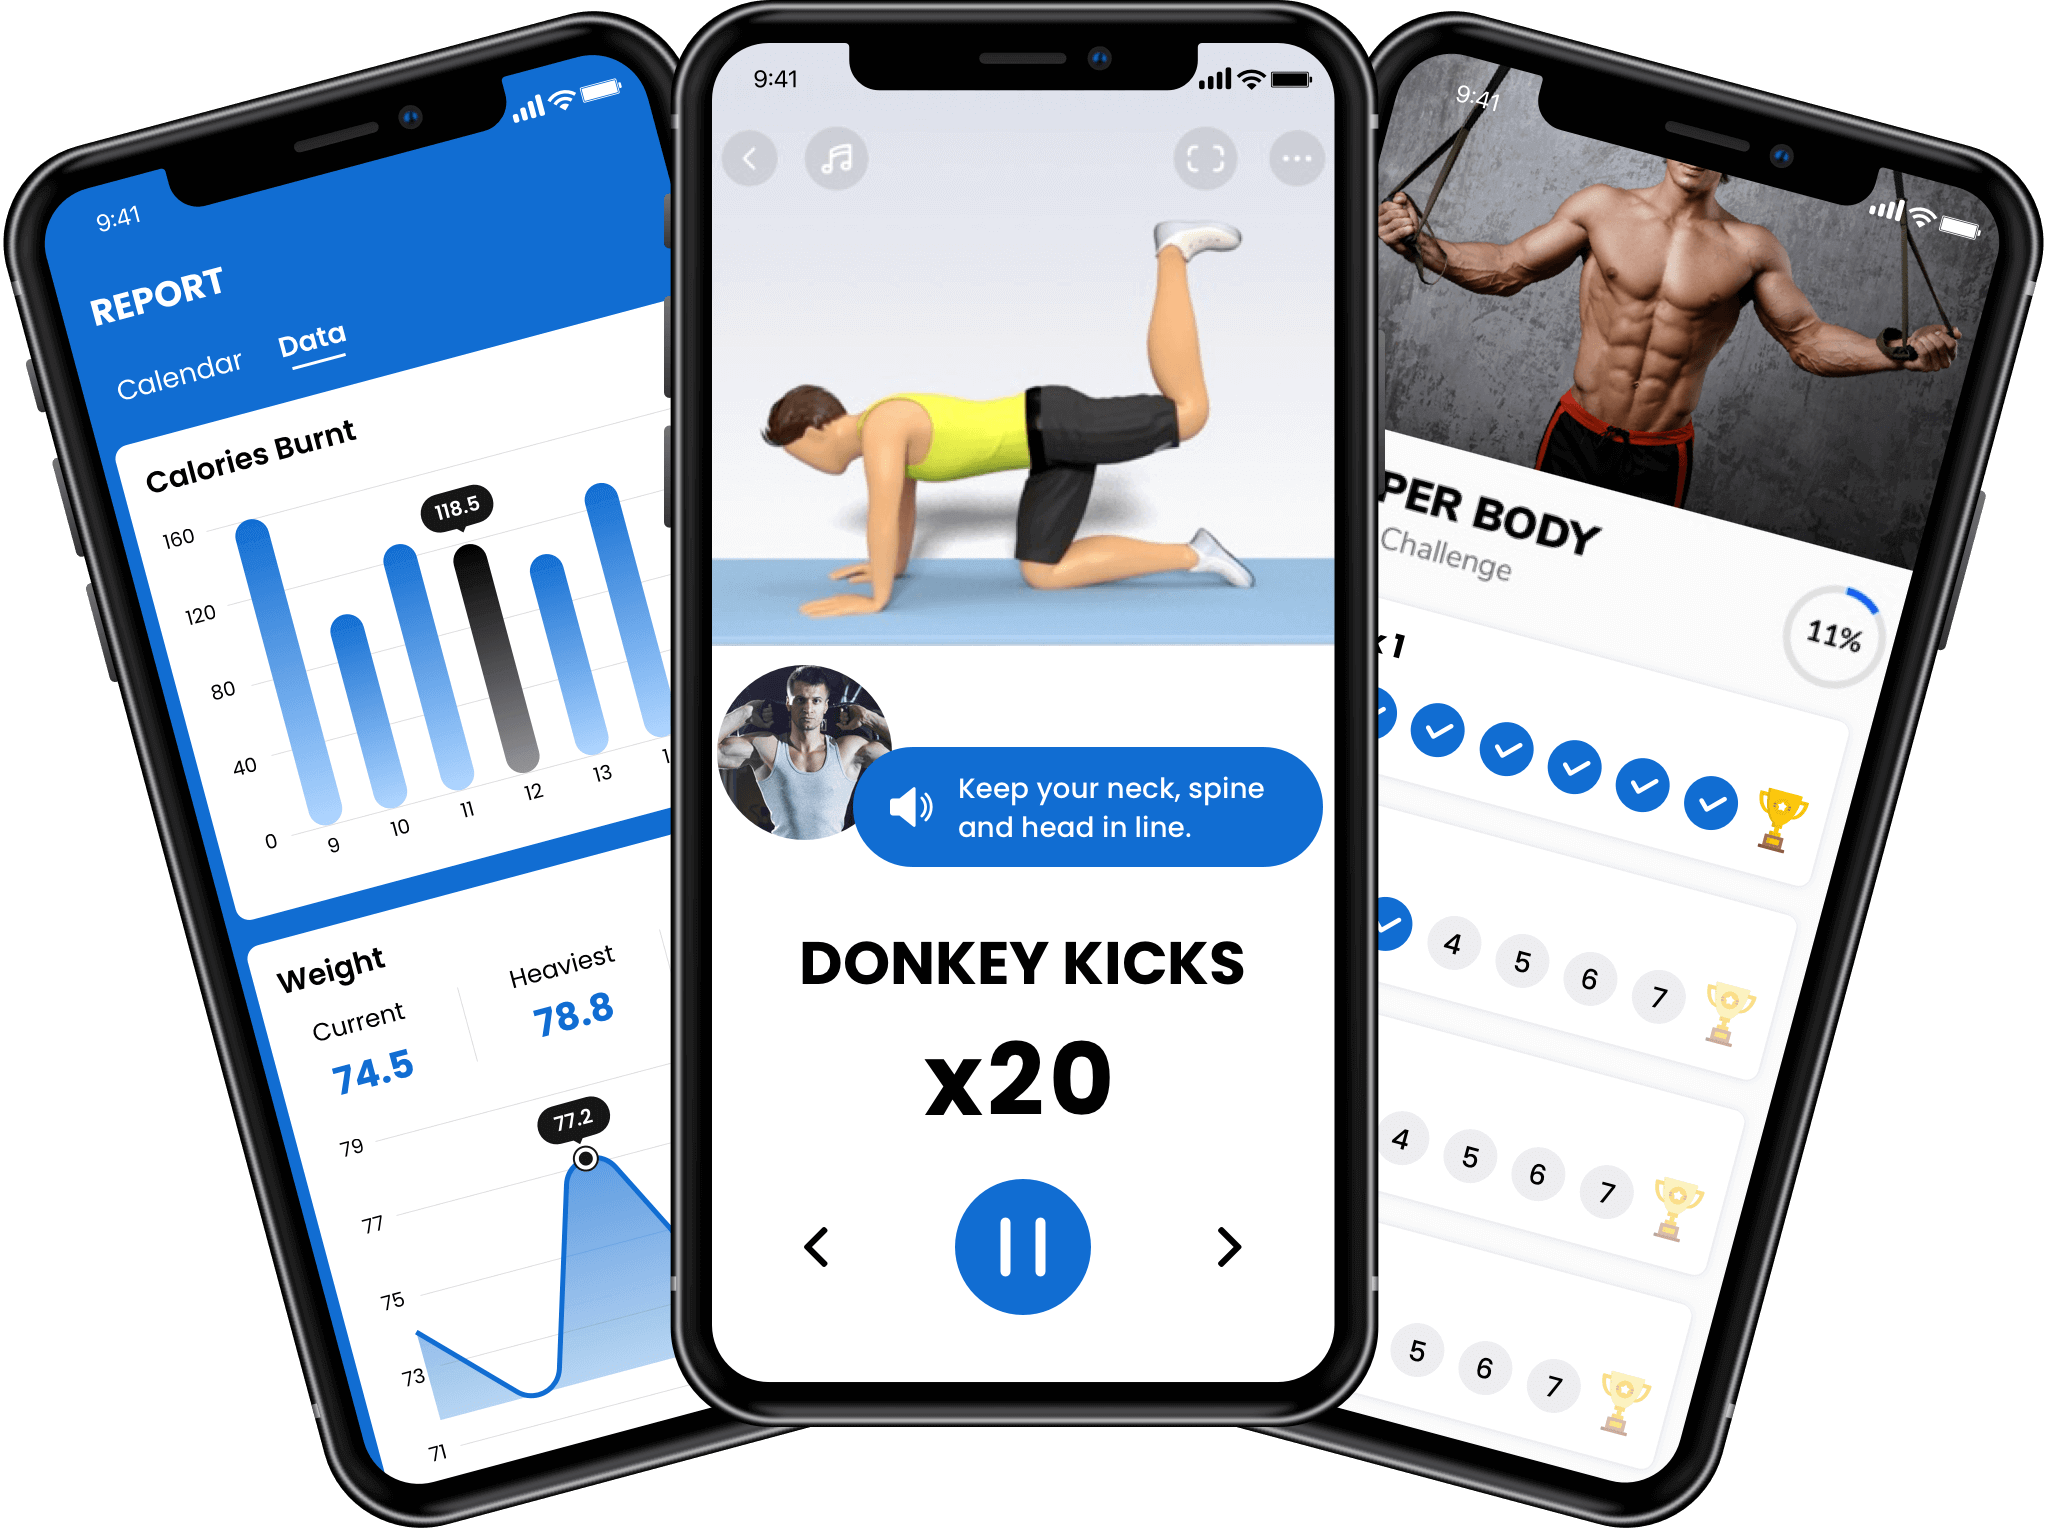 9:41
REPORT
Calendar Data
Calories Burnt
160
120
80
40
0
118.5
9 10 11 12 13
Weight
Current Heaviest
74.5 78.8
79
77
75
73
71
77.2
9:41
Keep your neck, spine
and head in line.
DONKEY KICKS
x20
9:41
PER BODY
Challenge
11%
k 1
4 5 6 7
4 5 6 7
5 6 7